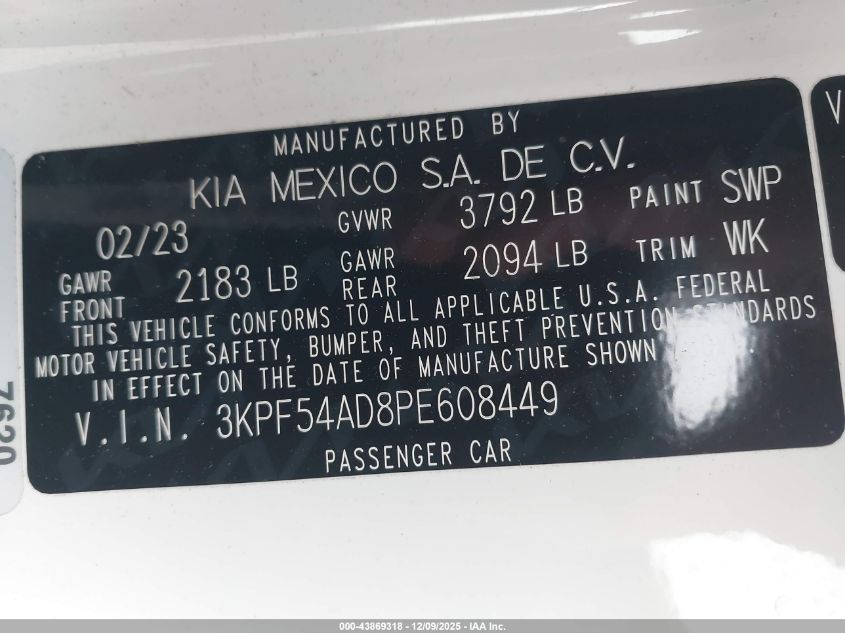 MANUFACTURED BY
KIA MEXICO S.A. DE C.V.
02/23 GVWR 3792 LB PAINT SWP
GAWR FRONT 2183 LB GAWR REAR 2094 LB TRIM WK
THIS VEHICLE CONFORMS TO ALL APPLICABLE U.S.A. FEDERAL
MOTOR VEHICLE SAFETY, BUMPER, AND THEFT PREVENTION STANDARDS
IN EFFECT ON THE DATE OF MANUFACTURE SHOWN
V.I.N. 3KPF54AD8PE608449
PASSENGER CAR
V
000-43869318 - 12/09/2025 - IAA Inc.